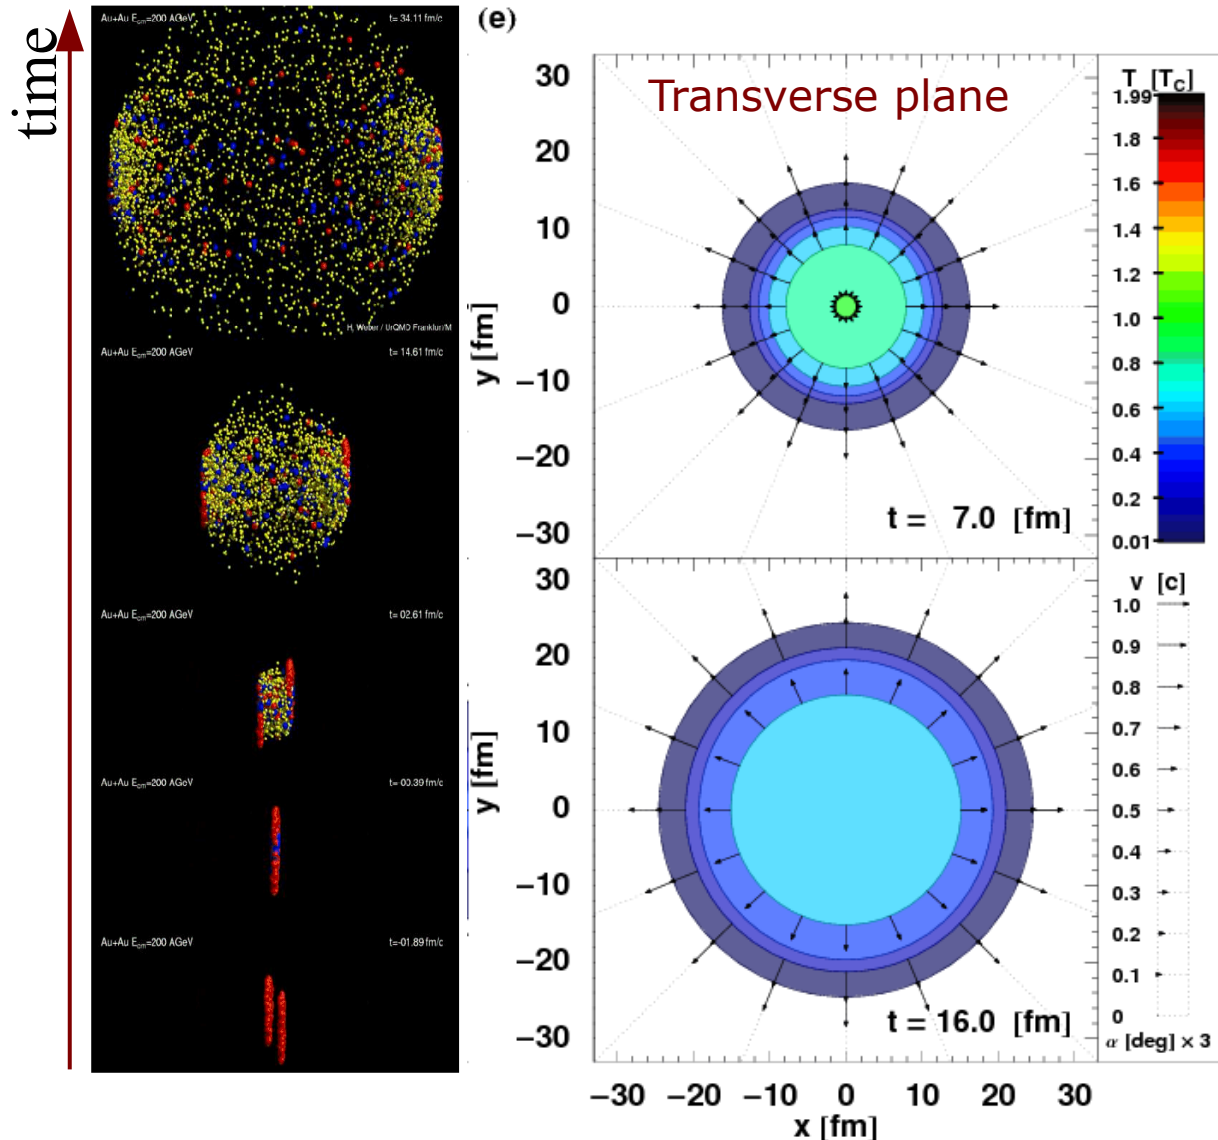 time
Au+Au E_cm=200 AGeV
t= 34.11 fm/c
H. Weber / UrQMD Frankfurt/M
Au+Au E_cm=200 AGeV
t= 14.61 fm/c
Au+Au E_cm=200 AGeV
t= 02.61 fm/c
Au+Au E_cm=200 AGeV
t= 00.39 fm/c
Au+Au E_cm=200 AGeV
t=-01.89 fm/c
(e)
Transverse plane
y [fm]
30
20
10
0
−10
−20
−30
t = 7.0 [fm]
T [T_C]
1.99
1.8
1.6
1.4
1.2
1.0
0.8
0.6
0.4
0.2
0.01
y [fm]
30
20
10
0
−10
−20
−30
t = 16.0 [fm]
−30 −20 −10 0 10 20 30
x [fm]
v [c]
1.0
0.9
0.8
0.7
0.6
0.5
0.4
0.3
0.2
0.1
0
α [deg] × 3